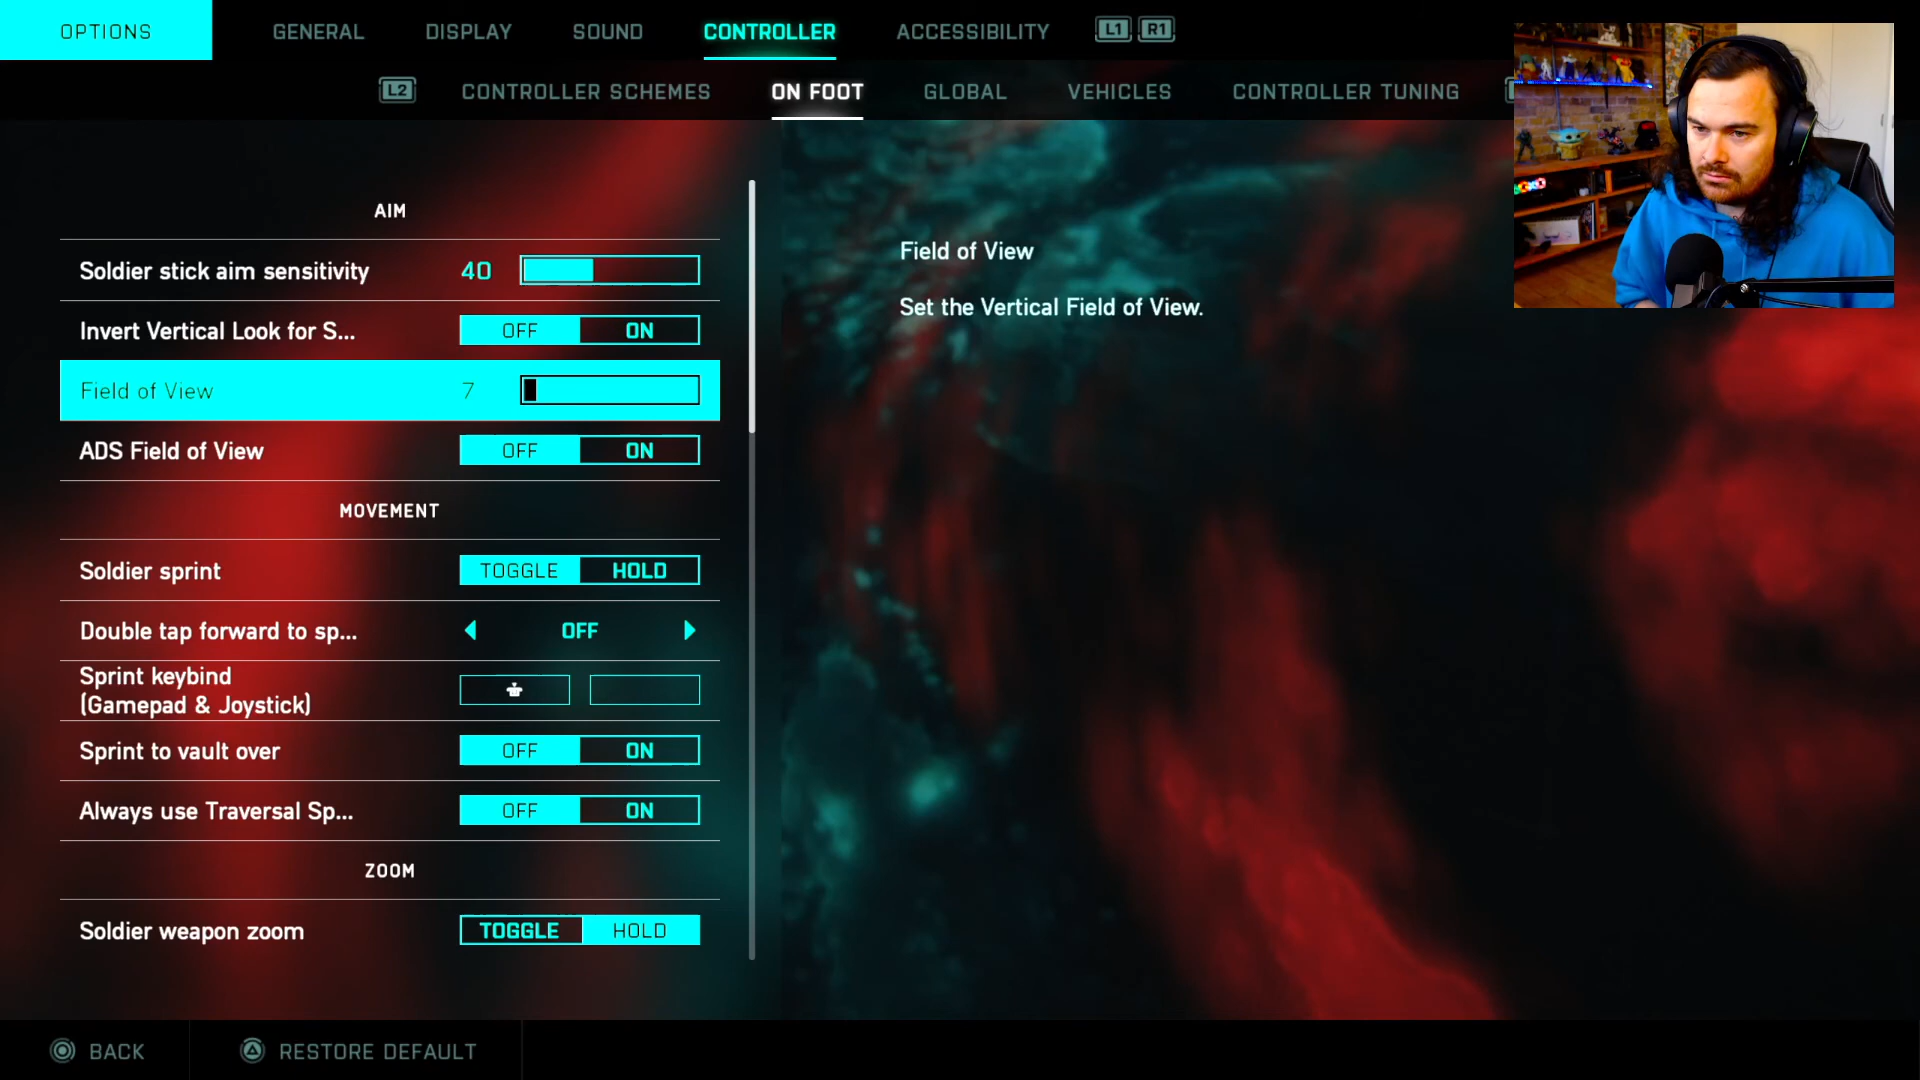 OPTIONS GENERAL DISPLAY SOUND CONTROLLER ACCESSIBILITY L1 R1
L2 CONTROLLER SCHEMES ON FOOT GLOBAL VEHICLES CONTROLLER TUNING
AIM
Soldier stick aim sensitivity 40
Invert Vertical Look for S... OFF ON
Field of View 7
ADS Field of View OFF ON
MOVEMENT
Soldier sprint TOGGLE HOLD
Double tap forward to sp... OFF
Sprint keybind
(Gamepad & Joystick)
Sprint to vault over OFF ON
Always use Traversal Sp... OFF ON
ZOOM
Soldier weapon zoom TOGGLE HOLD
Field of View
Set the Vertical Field of View.
BACK RESTORE DEFAULT